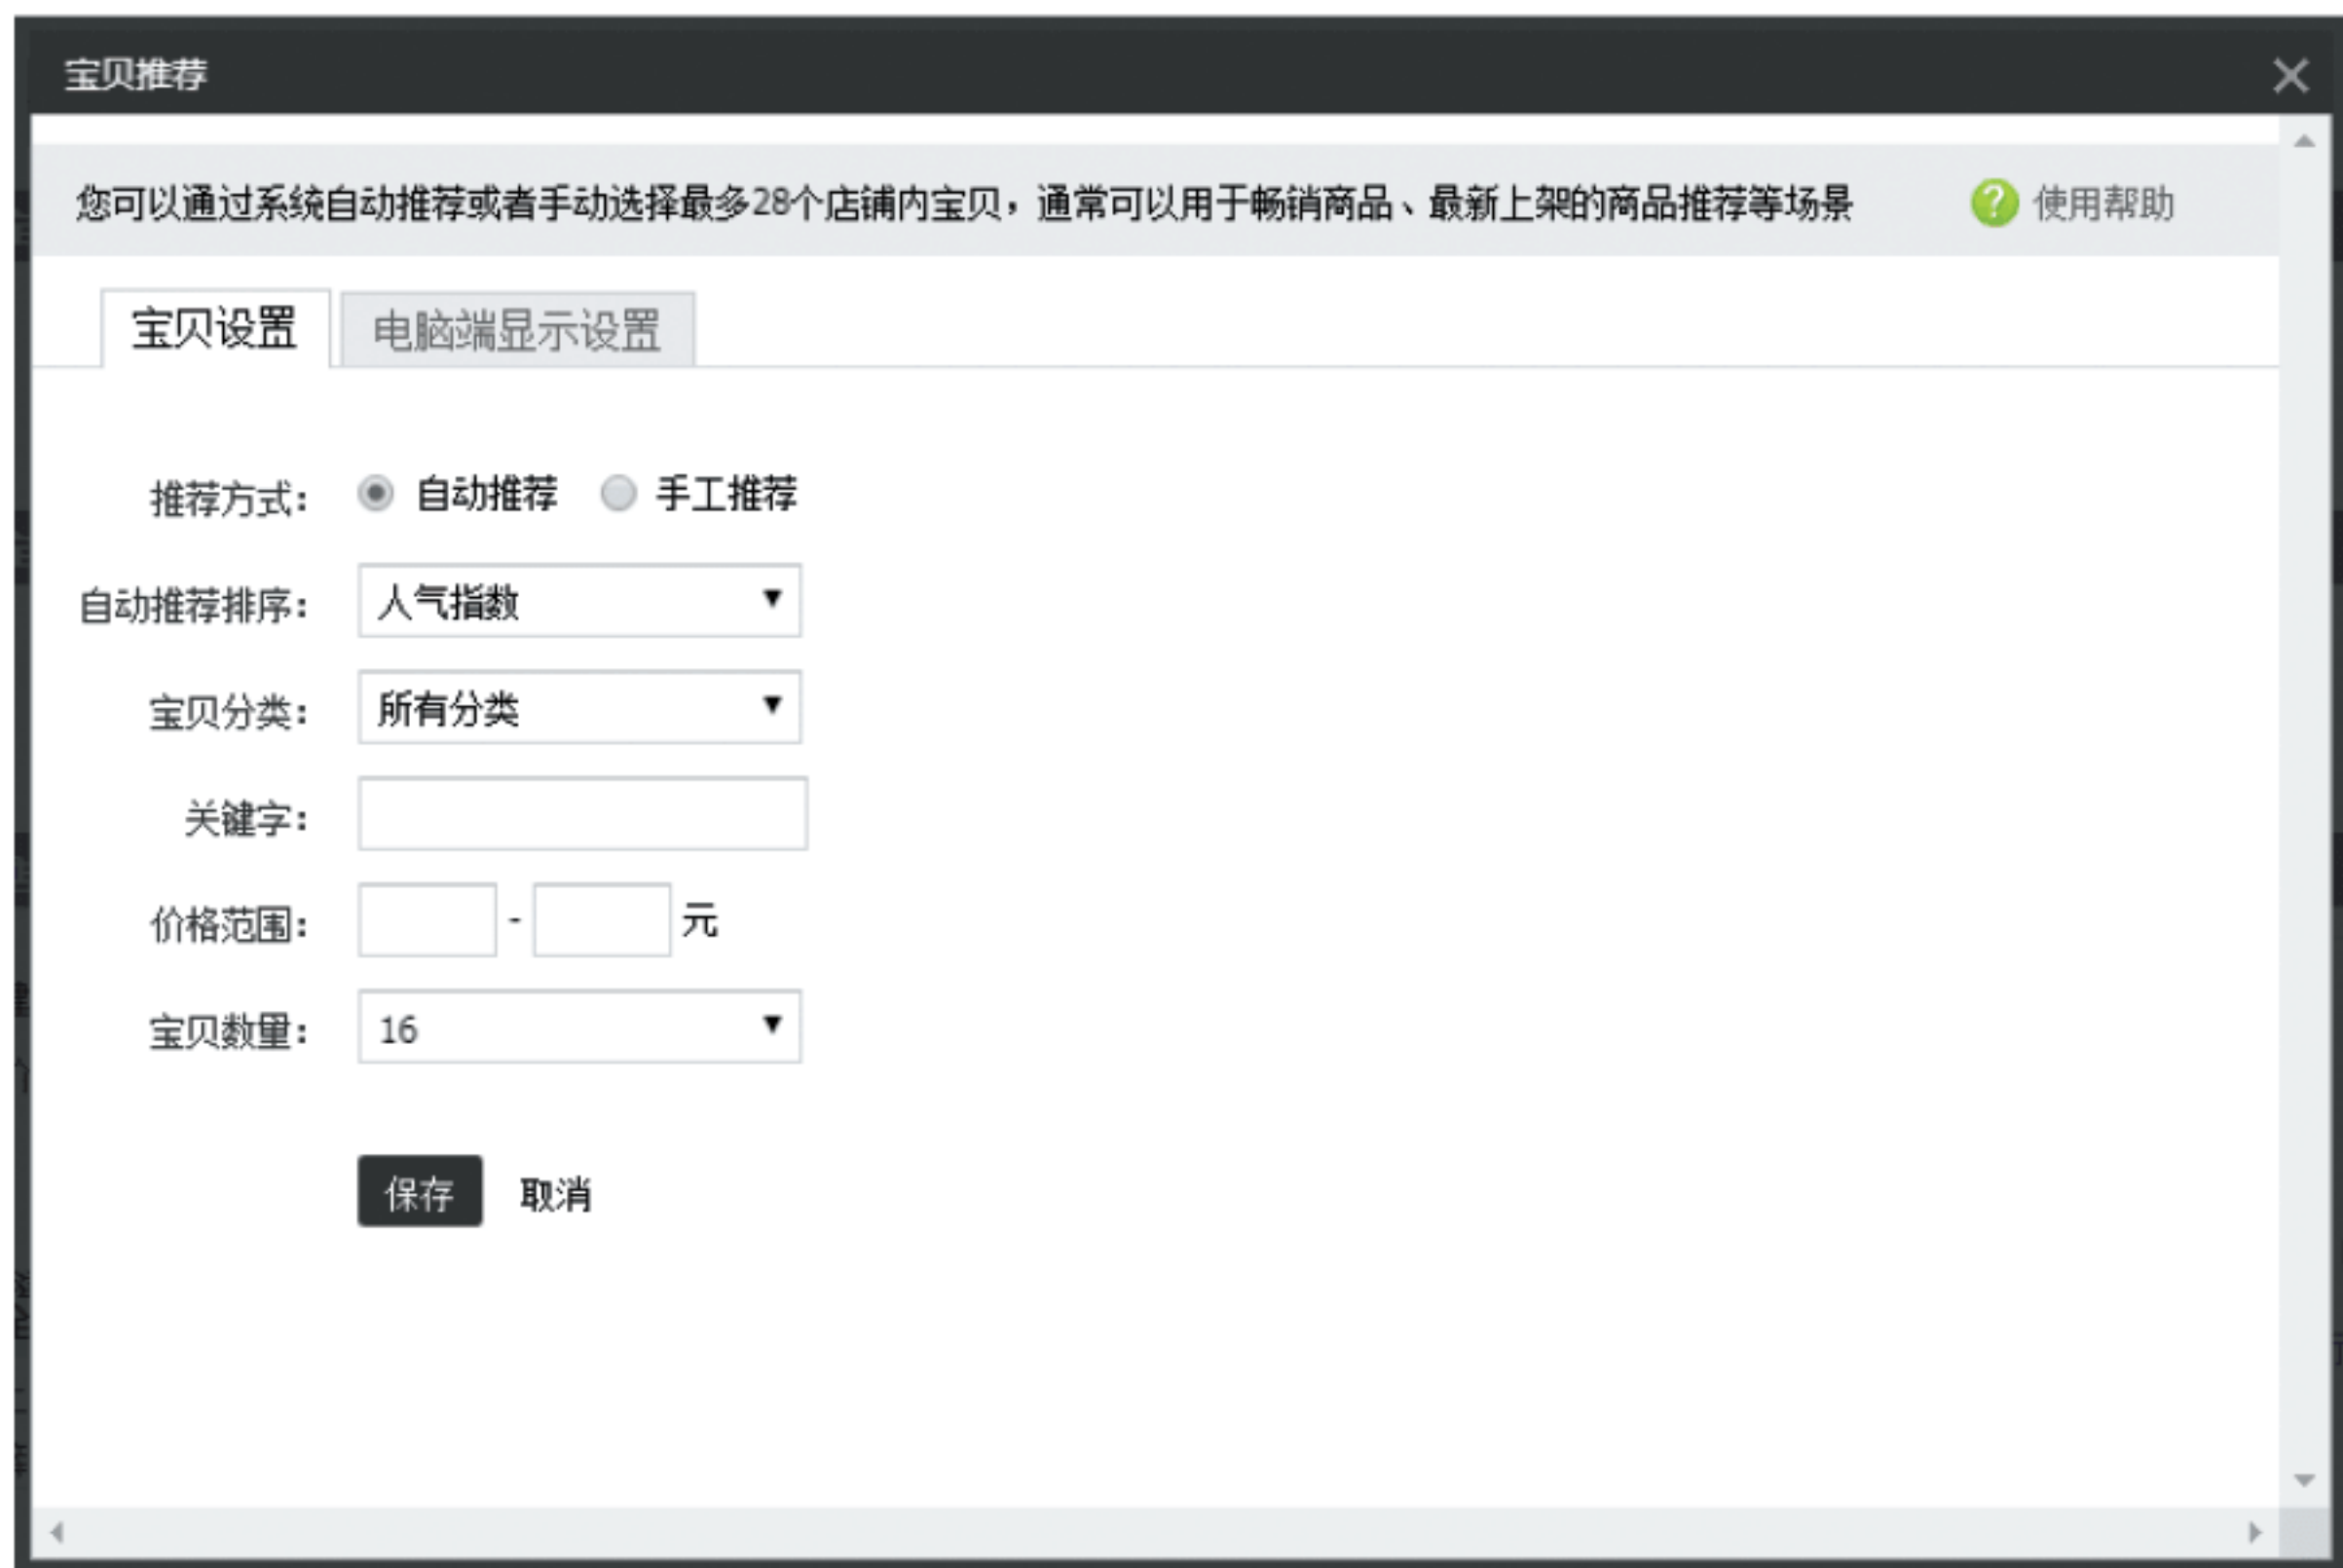 宝贝推荐
您可以通过系统自动推荐或者手动选择最多28个店铺内宝贝，通常可以用于畅销商品、最新上架的商品推荐等场景 使用帮助
宝贝设置 电脑端显示设置
推荐方式： 自动推荐 手工推荐
自动推荐排序： 人气指数
宝贝分类： 所有分类
关键字：
价格范围： - 元
宝贝数量： 16
保存 取消